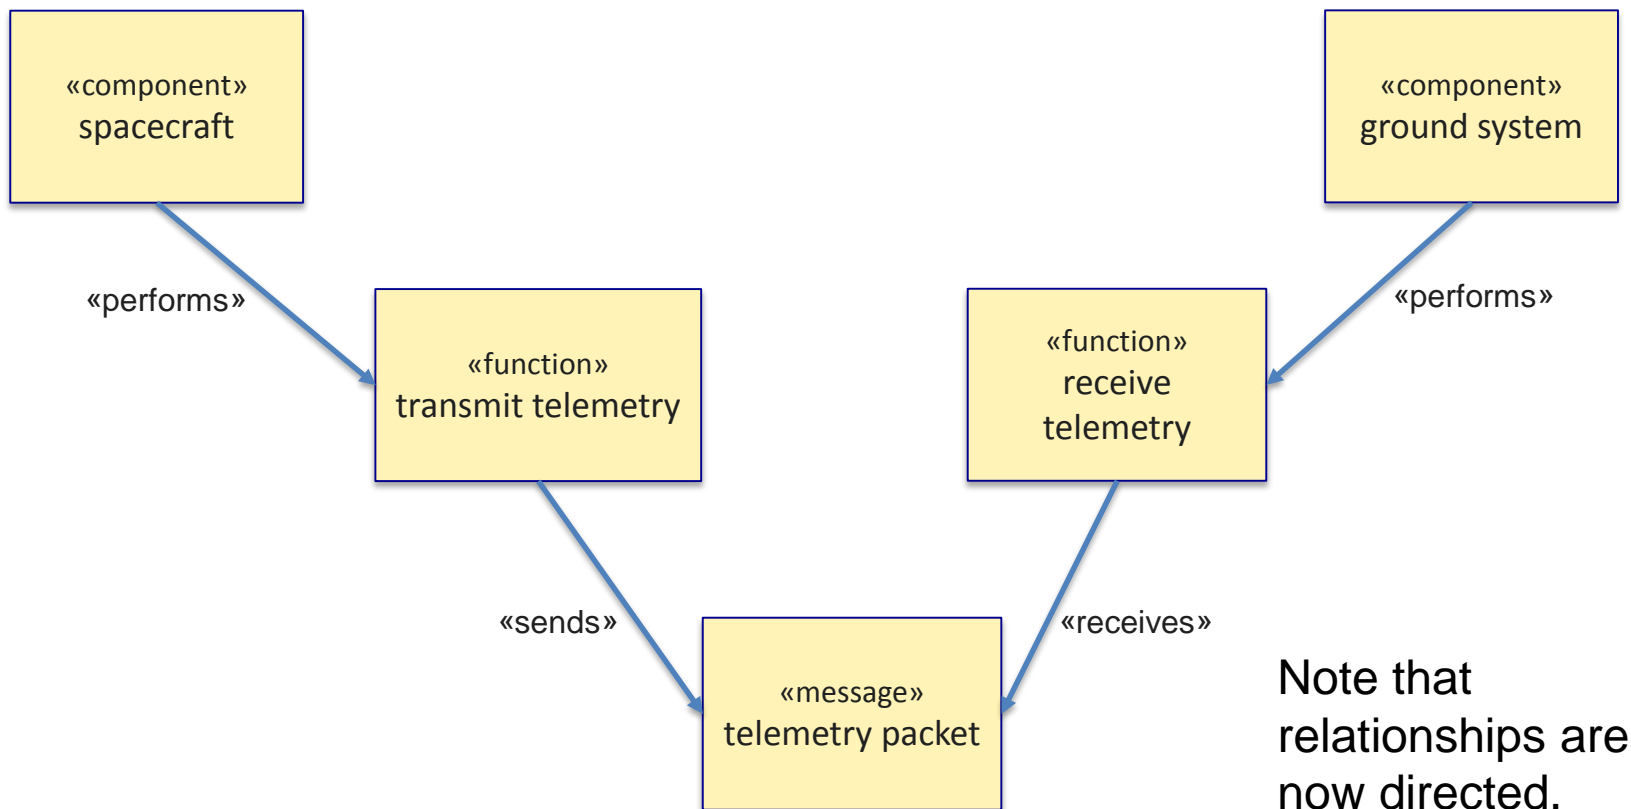 «component»
spacecraft
«component»
ground system
«performs»
«performs»
«function»
transmit telemetry
«function»
receive
telemetry
«sends»
«receives»
«message»
telemetry packet
Note that
relationships are
now directed.